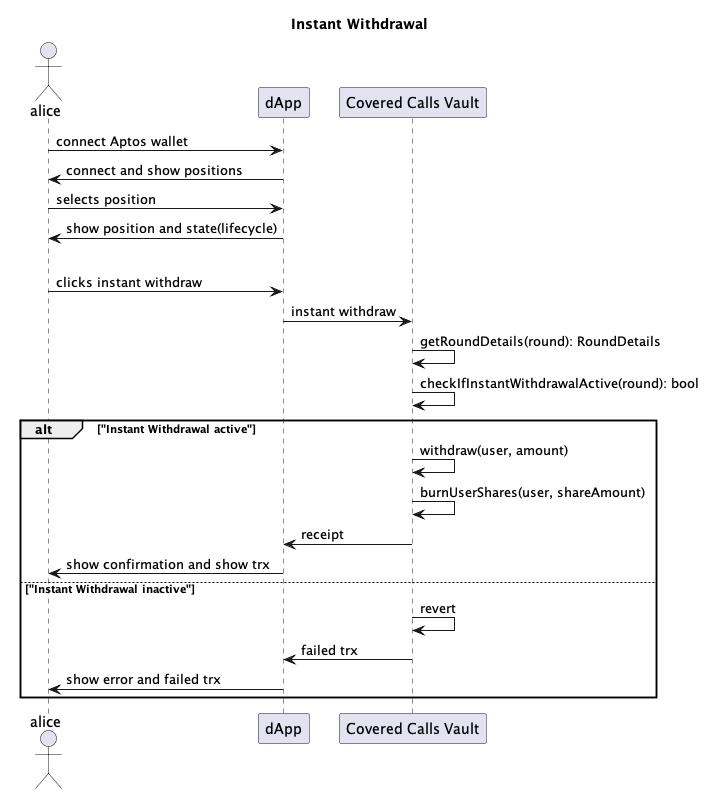 Instant Withdrawal
alice
dApp
Covered Calls Vault
connect Aptos wallet
connect and show positions
selects position
show position and state(lifecycle)
clicks instant withdraw
instant withdraw
getRoundDetails(round): RoundDetails
checkIfInstantWithdrawalActive(round): bool
alt
["Instant Withdrawal active"]
withdraw(user, amount)
burnUserShares(user, shareAmount)
receipt
show confirmation and show trx
["Instant Withdrawal inactive"]
revert
failed trx
show error and failed trx
alice
dApp
Covered Calls Vault